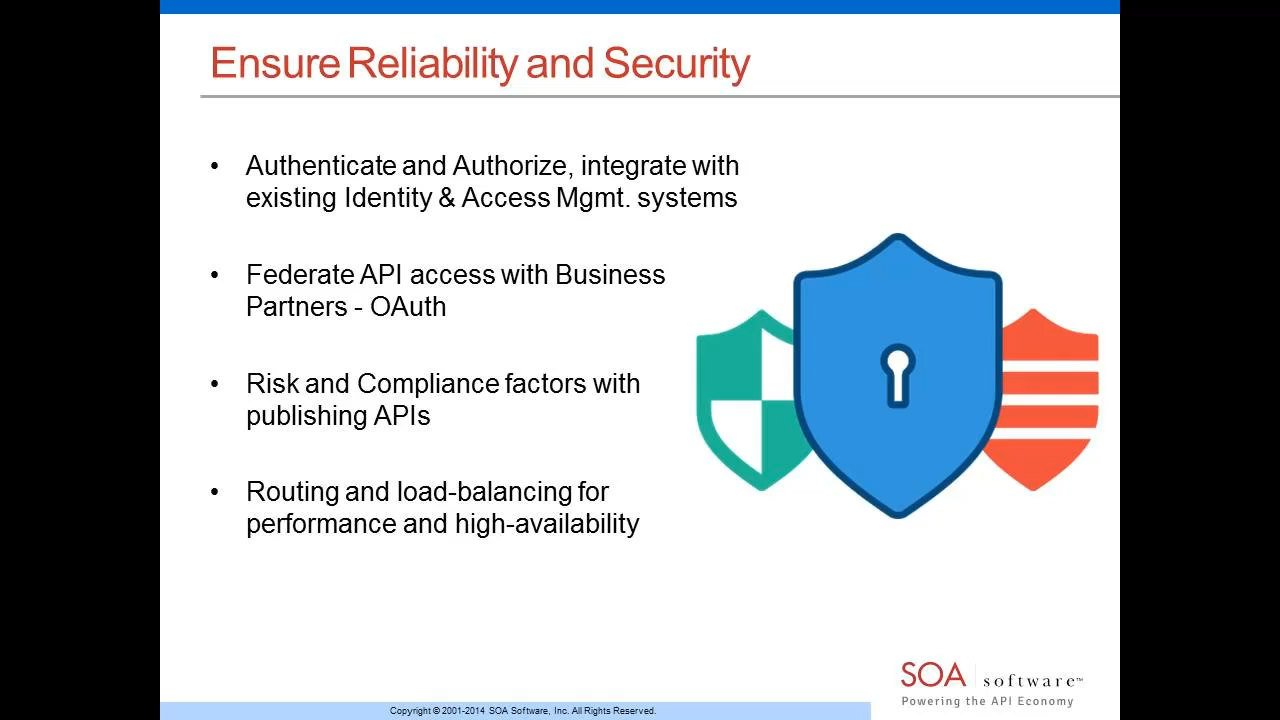 Ensure Reliability and Security
• Authenticate and Authorize, integrate with
existing Identity & Access Mgmt. systems
• Federate API access with Business
Partners - OAuth
• Risk and Compliance factors with
publishing APIs
• Routing and load-balancing for
performance and high-availability
SOA software™
Powering the API Economy
Copyright © 2001-2014 SOA Software, Inc. All Rights Reserved.